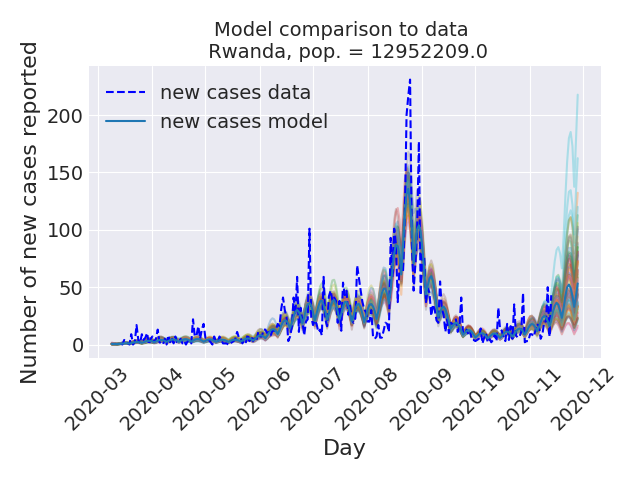 Model comparison to data
Rwanda, pop. = 12952209.0
Number of new cases reported
200
150
100
50
0
new cases data
new cases model
2020-03
2020-04
2020-05
2020-06
2020-07
2020-08
2020-09
2020-10
2020-11
2020-12
Day